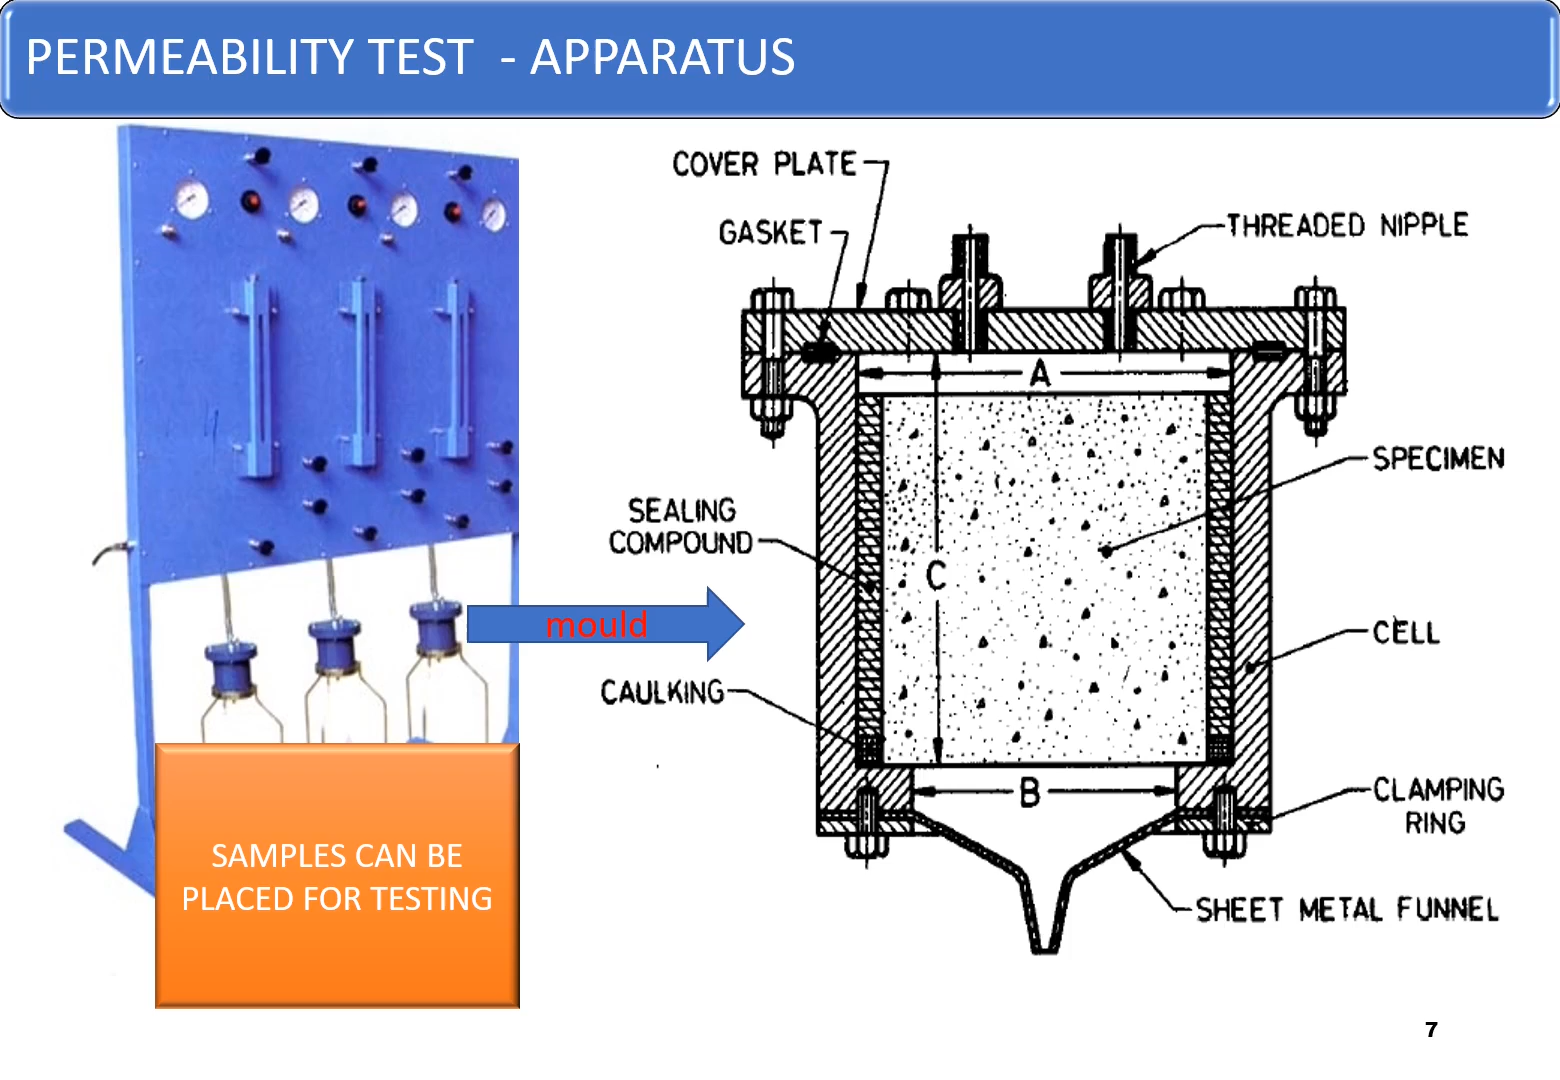 PERMEABILITY TEST - APPARATUS
COVER PLATE
GASKET
THREADED NIPPLE
A
SPECIMEN
SEALING
COMPOUND
C
mould
CELL
CAULKING
B
CLAMPING
RING
SHEET METAL FUNNEL
SAMPLES CAN BE
PLACED FOR TESTING
7